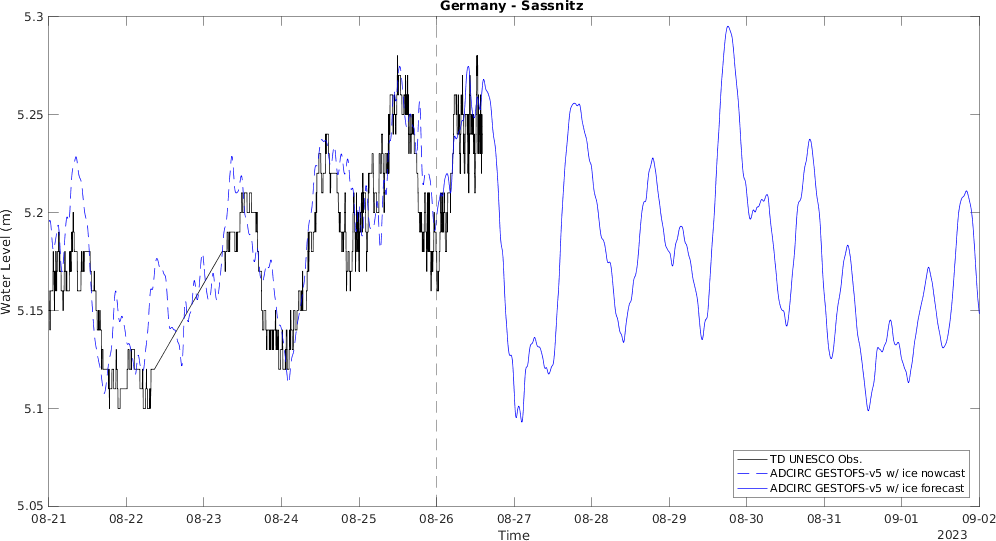 Germany - Sassnitz
5.3
5.25
5.2
5.15
5.1
5.05
Water Level (m)
08-21 08-22 08-23 08-24 08-25 08-26 08-27 08-28 08-29 08-30 08-31 09-01 09-02
Time
2023
TD UNESCO Obs.
ADCIRC GESTOFS-v5 w/ ice nowcast
ADCIRC GESTOFS-v5 w/ ice forecast